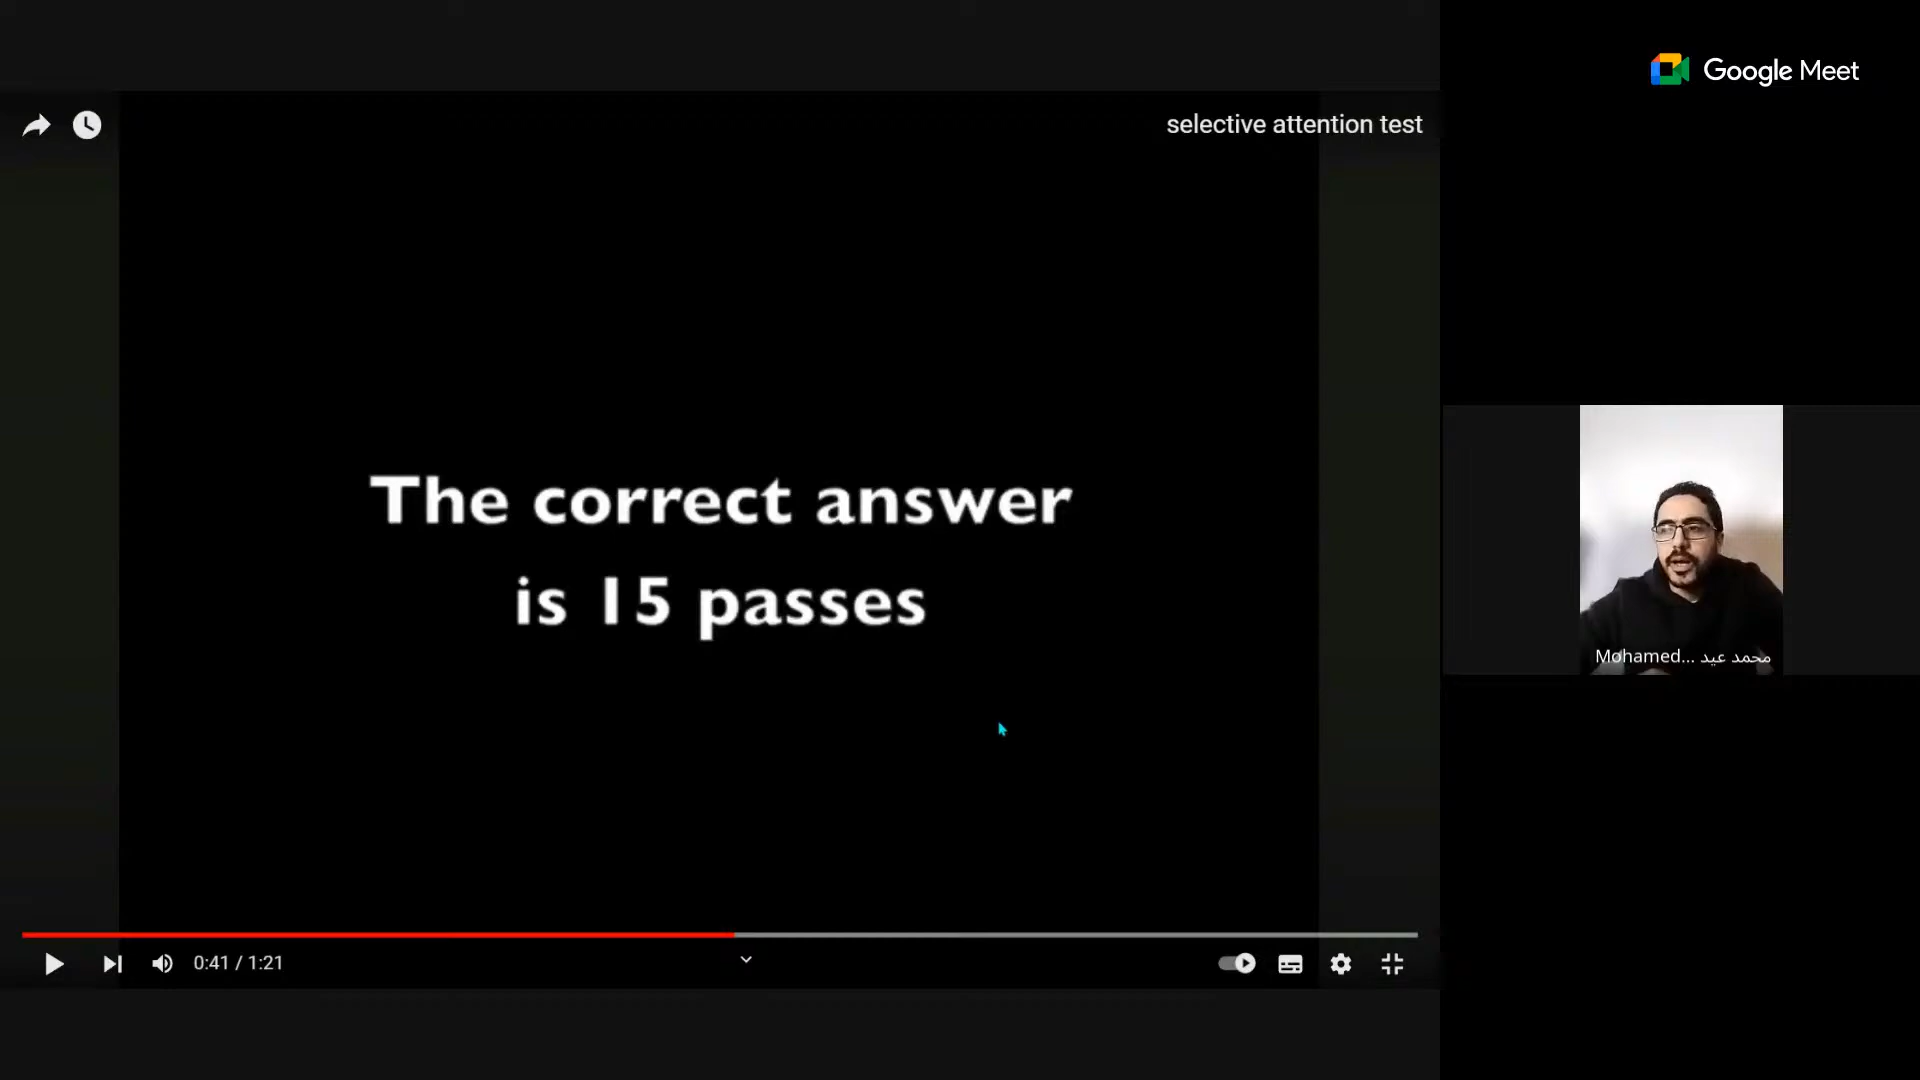 Google Meet
selective attention test
The correct answer
is 15 passes
Mohamed... محمد عيد
0:41 / 1:21